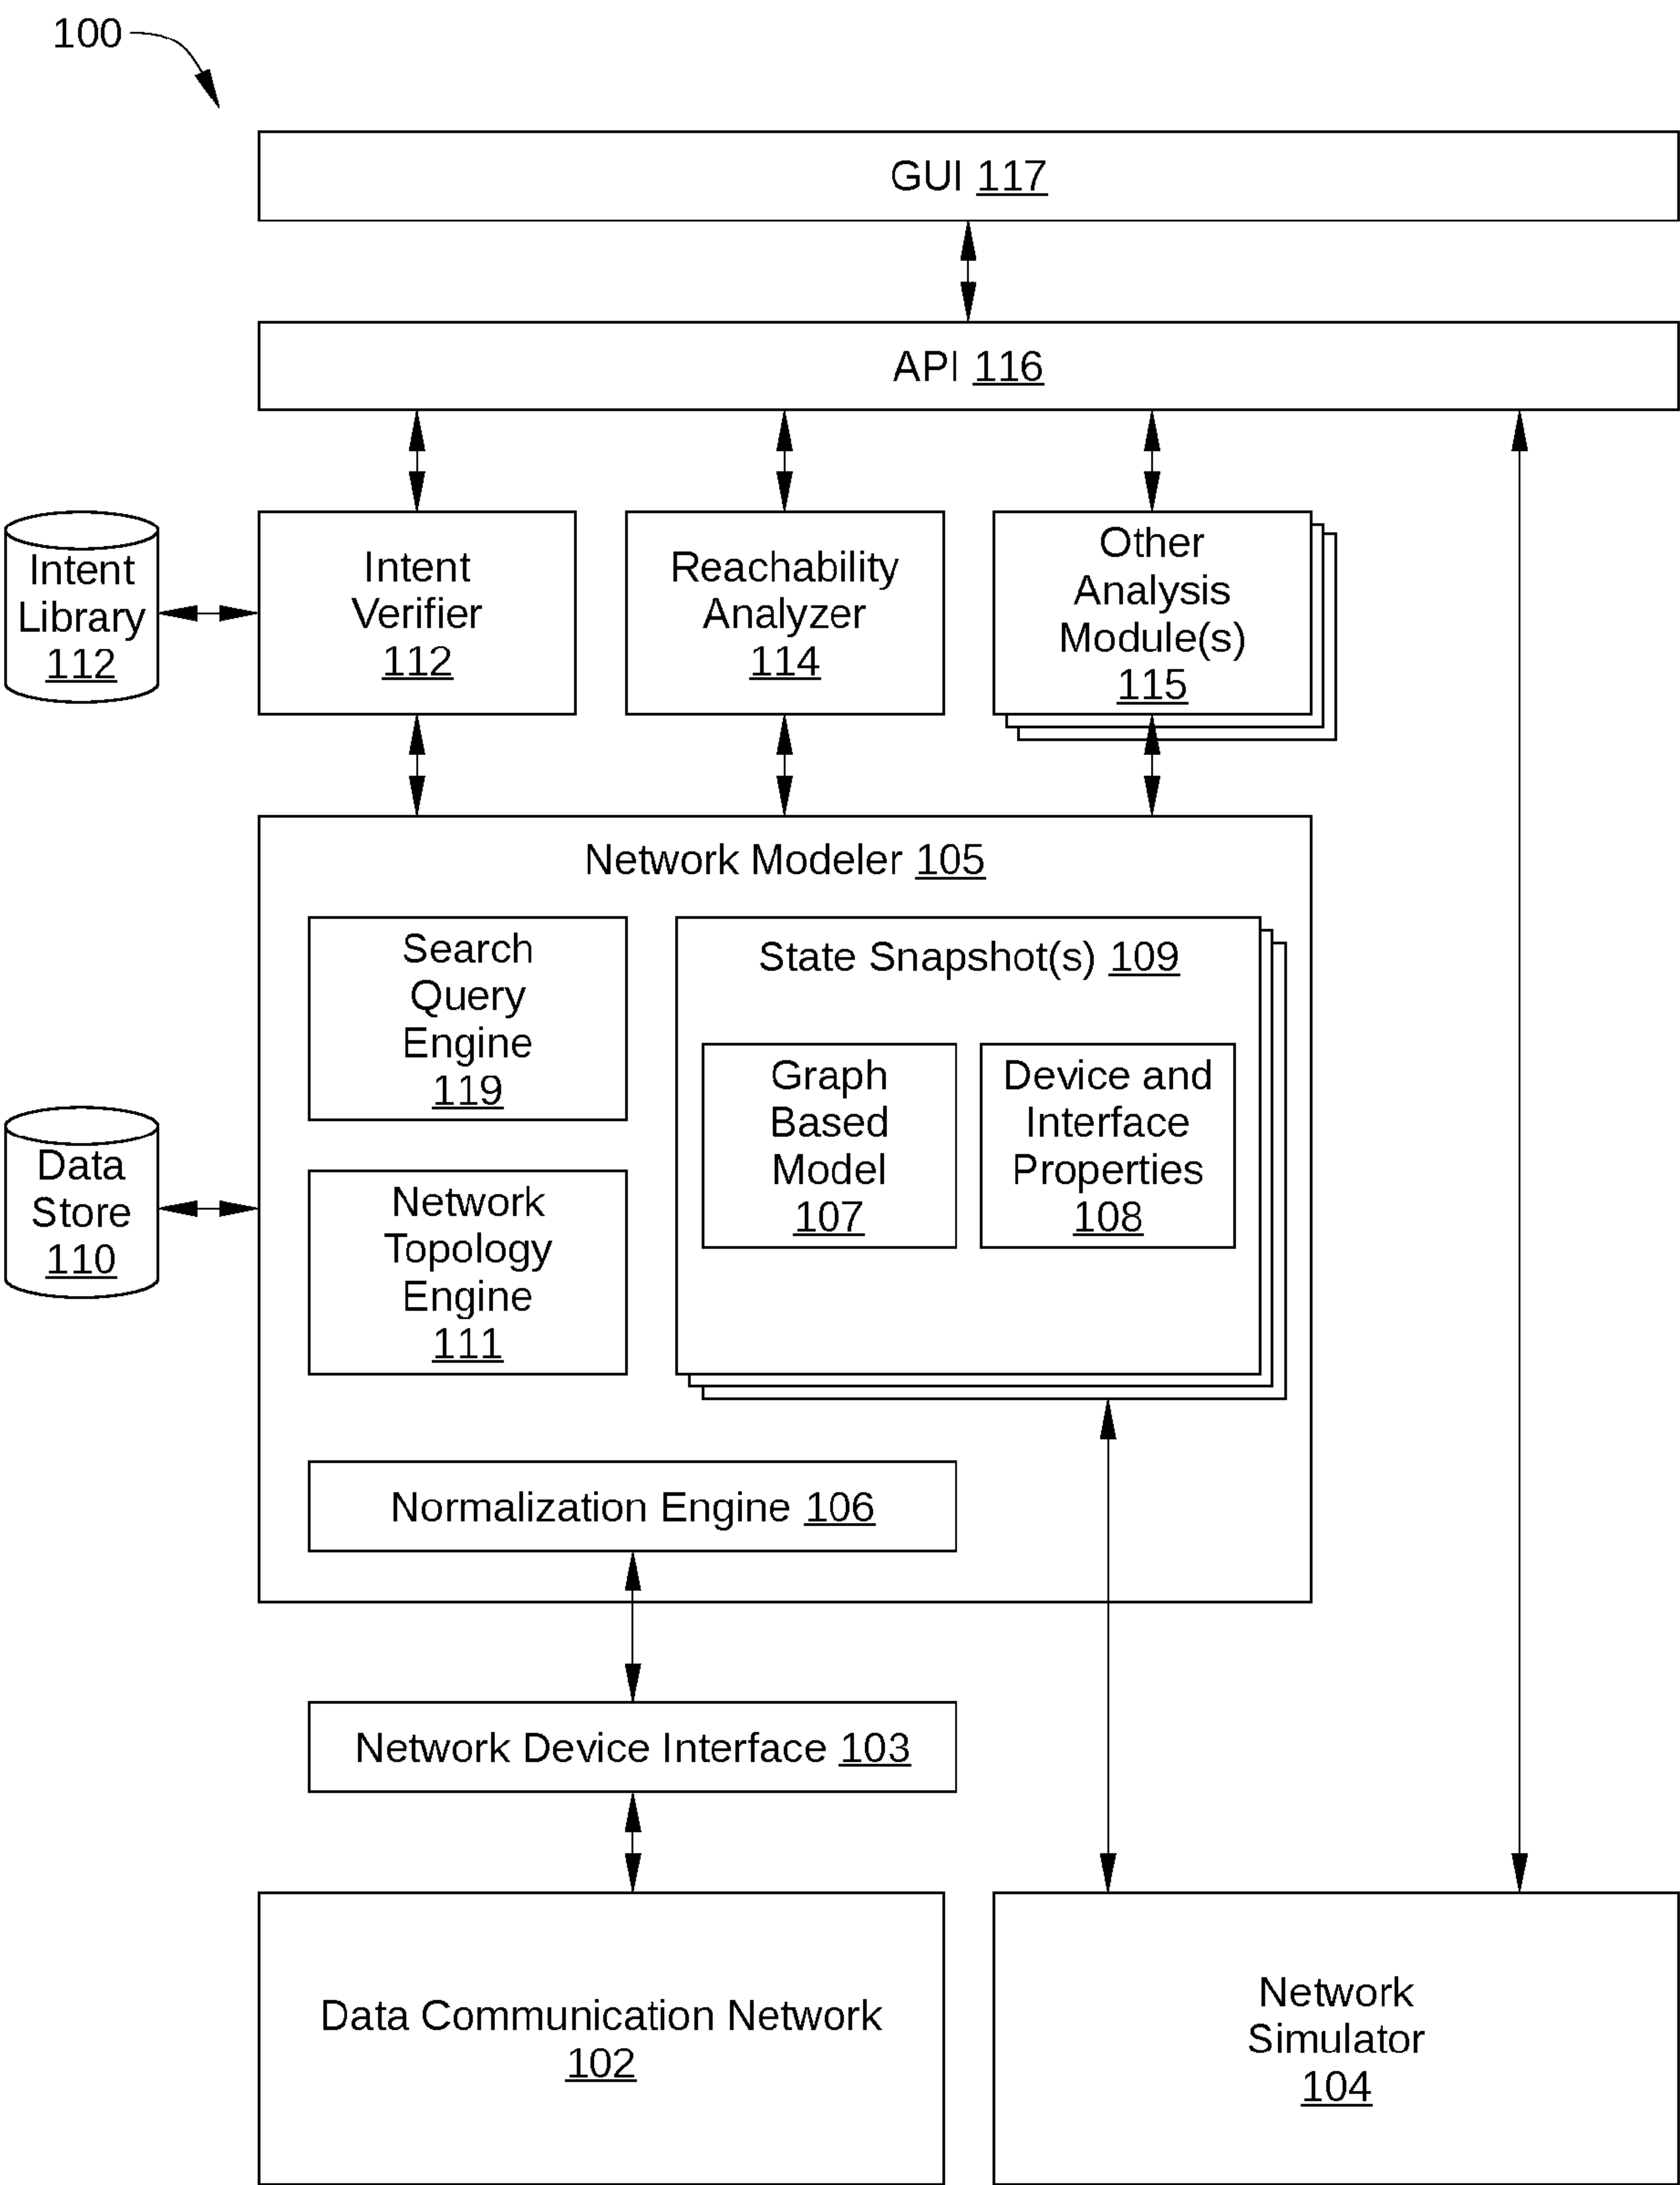 100
GUI 117
API 116
Intent
Library
112
Intent
Verifier
112
Reachability
Analyzer
114
Other
Analysis
Module(s)
115
Network Modeler 105
Search
Query
Engine
119
State Snapshot(s) 109
Graph
Based
Model
107
Device and
Interface
Properties
108
Data
Store
110
Network
Topology
Engine
111
Normalization Engine 106
Network Device Interface 103
Data Communication Network
102
Network
Simulator
104